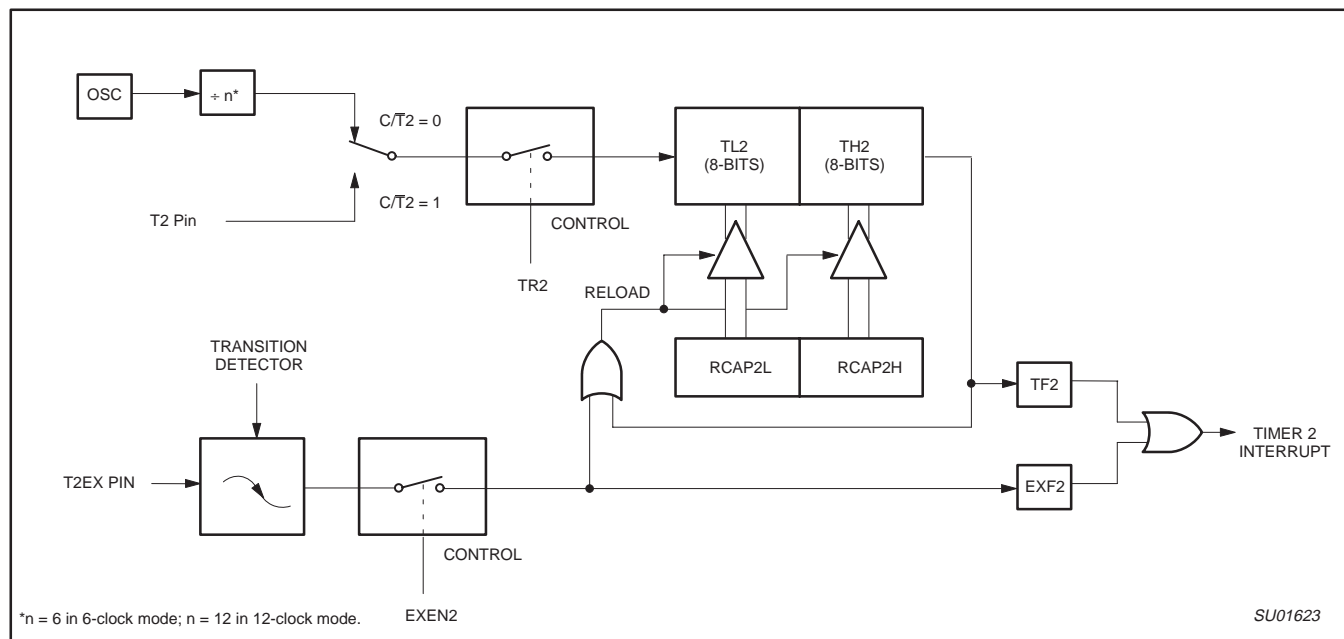 OSC
÷ n*
C/T̅2 = 0
C/T̅2 = 1
T2 Pin
CONTROL
TR2
TL2
(8-BITS)
TH2
(8-BITS)
RELOAD
RCAP2L
RCAP2H
TRANSITION
DETECTOR
T2EX PIN
CONTROL
EXEN2
TF2
EXF2
TIMER 2
INTERRUPT
*n = 6 in 6-clock mode; n = 12 in 12-clock mode.
SU01623